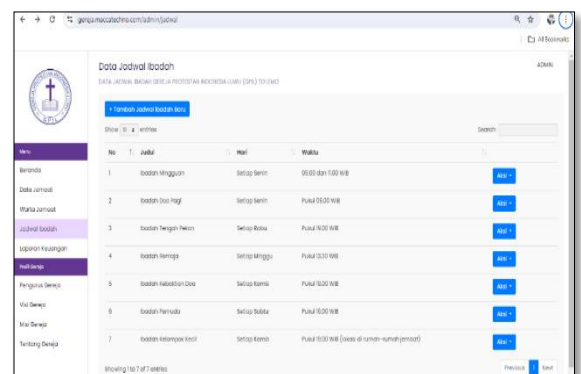 gereja.maccatechno.com/admin/jadwal
All Bookmarks
Data Jadwal Ibadah
ADMIN
DATA JADWAL IBADAH GEREJA PROTESTAN INDONESIA LUWU (GPIL) TO'LEMO
GPIL
+ Tambah Jadwal Ibadah Baru
Show 10 entries
Search:
Menu
Beranda
Data Jemaat
Warta Jemaat
Jadwal Ibadah
Laporan Keuangan
Profil Gereja
Pengurus Gereja
Visi Gereja
Misi Gereja
Tentang Gereja
No Judul Hari Waktu
1 Ibadah Mingguan Setiap Senin 09.00 dan 11.00 WIB Aksi
2 Ibadah Doa Pagi Setiap Senin Pukul 06.00 WIB Aksi
3 Ibadah Tengah Pekan Setiap Rabu Pukul 19.00 WIB Aksi
4 Ibadah Remaja Setiap Minggu Pukul 13.00 WIB Aksi
5 Ibadah Kebaktian Doa Setiap Kamis Pukul 19.00 WIB Aksi
6 Ibadah Pemuda Setiap Sabtu Pukul 16.00 WIB Aksi
7 Ibadah Kelompok Kecil Setiap Kamis Pukul 19.00 WIB (lokasi di rumah-rumah jemaat) Aksi
Showing 1 to 7 of 7 entries
Previous 1 Next